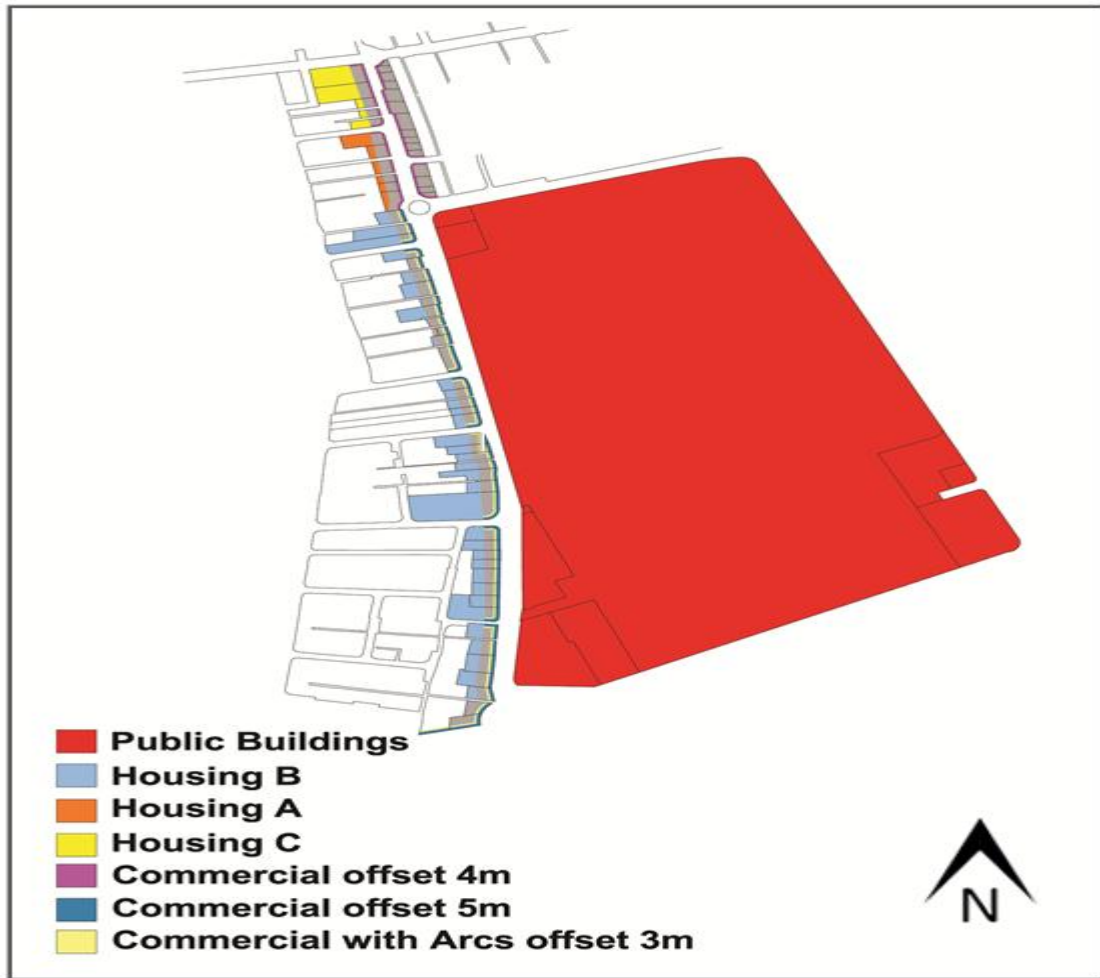 Public Buildings
Housing B
Housing A
Housing C
Commercial offset 4m
Commercial offset 5m
Commercial with Arcs offset 3m
N